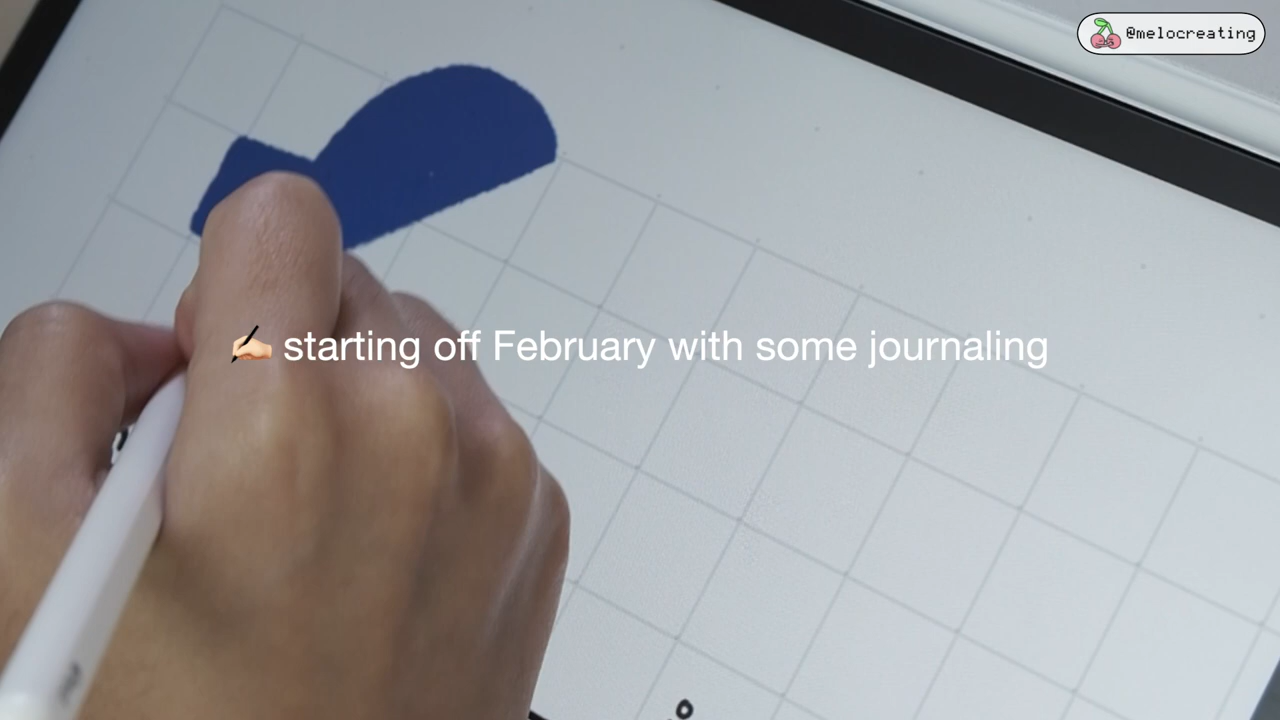 @melocreating
✍🏻 starting off February with some journaling